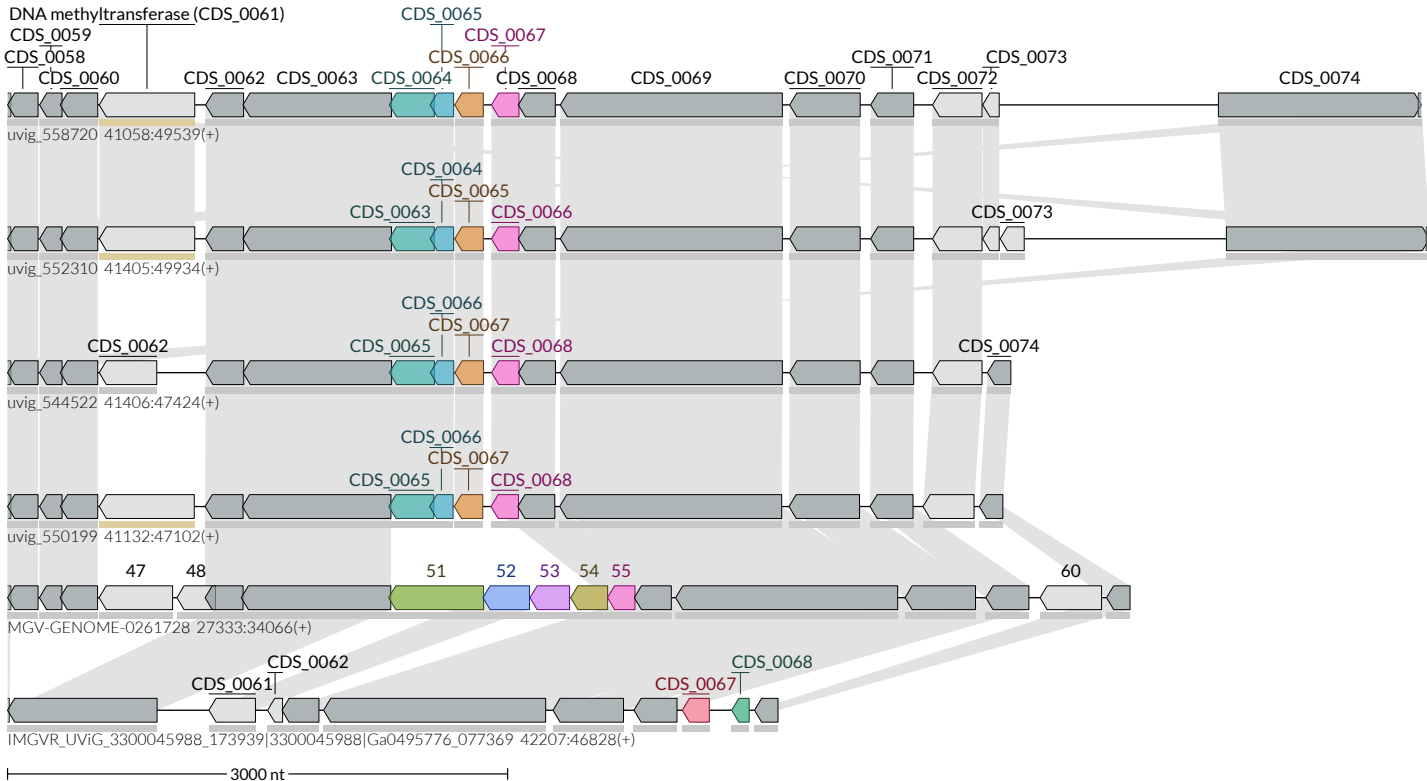 DNA methyltransferase (CDS_0061) CDS_0065
CDS_0059 CDS_0067
CDS_0058 CDS_0066 CDS_0071 CDS_0073
CDS_0060 CDS_0062 CDS_0063 CDS_0064 CDS_0068 CDS_0069 CDS_0070 CDS_0072 CDS_0074
uvig_558720 41058:49539(+)
CDS_0064
CDS_0065
CDS_0063 CDS_0066 CDS_0073
uvig_552310 41405:49934(+)
CDS_0066
CDS_0067
CDS_0062 CDS_0065 CDS_0068 CDS_0074
uvig_544522 41406:47424(+)
CDS_0066
CDS_0067
CDS_0065 CDS_0068
uvig_550199 41132:47102(+)
47 48 51 52 53 54 55 60
MGV-GENOME-0261728 27333:34066(+)
CDS_0062 CDS_0068
CDS_0061 CDS_0067
IMGVR_UViG_3300045988_173939|3300045988|Ga0495776_077369 42207:46828(+)
3000 nt